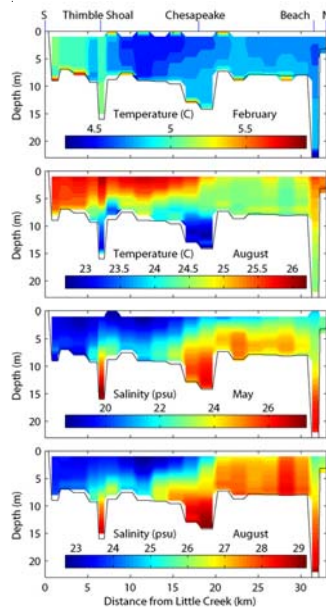 S Thimble Shoal Chesapeake Beach N
0
5
10
15
20
Depth (m)
Temperature (C) February
4.5 5 5.5
0
5
10
15
20
Depth (m)
Temperature (C) August
23 23.5 24 24.5 25 25.5 26
0
5
10
15
20
Depth (m)
Salinity (psu) May
20 22 24 26
0
5
10
15
20
Depth (m)
Salinity (psu) August
23 24 25 26 27 28 29
0 5 10 15 20 25 30
Distance from Little Creek (km)